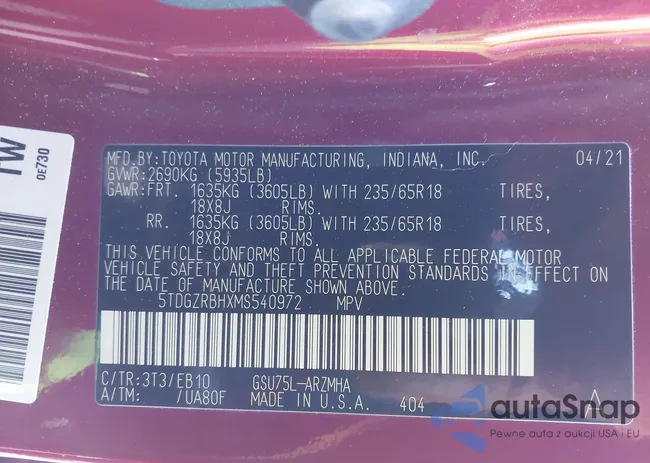 MFD.BY:TOYOTA MOTOR MANUFACTURING, INDIANA, INC. 04/21
GVWR:2690KG (5935LB)
GAWR:FRT. 1635KG (3605LB) WITH 235/65R18 TIRES,
18X8J RIMS.
RR. 1635KG (3605LB) WITH 235/65R18 TIRES,
18X8J RIMS.
THIS VEHICLE CONFORMS TO ALL APPLICABLE FEDERAL MOTOR
VEHICLE SAFETY AND THEFT PREVENTION STANDARDS IN EFFECT ON
THE DATE OF MANUFACTURE SHOWN ABOVE.
5TDGZRBHXMS540972 MPV
C/TR:3T3/EB10 GSU75L-ARZMHA
A/TM: /UA80F MADE IN U.S.A. 404 A
TW
0E730
autoSnap
Pewne auta z aukcji USA i EU